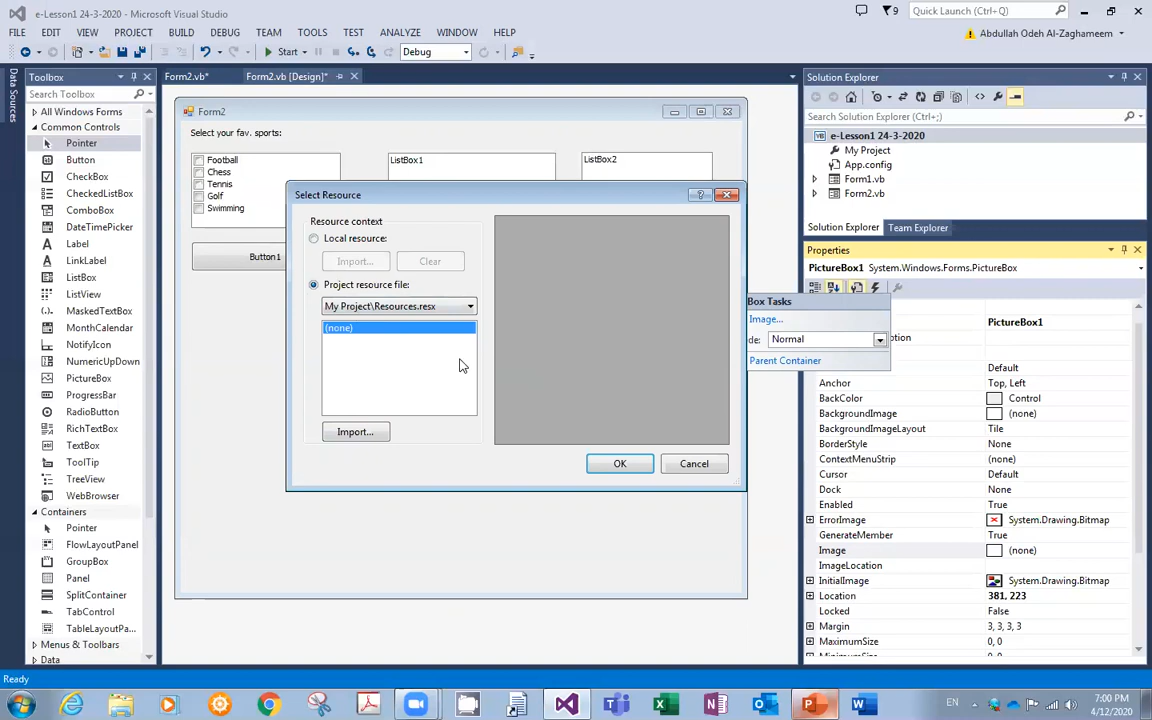 e-Lesson1 24-3-2020 - Microsoft Visual Studio
9
Quick Launch (Ctrl+Q)
FILE EDIT VIEW PROJECT BUILD DEBUG TEAM TOOLS TEST ANALYZE WINDOW HELP
Abdullah Odeh Al-Zaghameem
Start
Debug
Data Sources
Toolbox
Search Toolbox
All Windows Forms
Common Controls
Pointer
Button
CheckBox
CheckedListBox
ComboBox
DateTimePicker
Label
LinkLabel
ListBox
ListView
MaskedTextBox
MonthCalendar
NotifyIcon
NumericUpDown
PictureBox
ProgressBar
RadioButton
RichTextBox
TextBox
ToolTip
TreeView
WebBrowser
Containers
Pointer
FlowLayoutPanel
GroupBox
Panel
SplitContainer
TabControl
TableLayoutPa...
Menus & Toolbars
Data
Form2.vb*
Form2.vb [Design]*
Form2
Select your fav. sports:
Football
Chess
Tennis
Golf
Swimming
ListBox1
ListBox2
Button1
Select Resource
Resource context
Local resource:
Import...
Clear
Project resource file:
My Project\Resources.resx
(none)
Import...
OK
Cancel
Box Tasks
Image...
de:
Normal
Parent Container
Solution Explorer
Search Solution Explorer (Ctrl+;)
e-Lesson1 24-3-2020
My Project
App.config
Form1.vb
Form2.vb
Solution Explorer
Team Explorer
Properties
PictureBox1 System.Windows.Forms.PictureBox
PictureBox1
Default
Anchor Top, Left
BackColor Control
BackgroundImage (none)
BackgroundImageLayout Tile
BorderStyle None
ContextMenuStrip (none)
Cursor Default
Dock None
Enabled True
ErrorImage System.Drawing.Bitmap
GenerateMember True
Image (none)
ImageLocation
InitialImage System.Drawing.Bitmap
Location 381, 223
Locked False
Margin 3, 3, 3, 3
MaximumSize 0, 0
Ready
EN
7:00 PM
4/12/2020